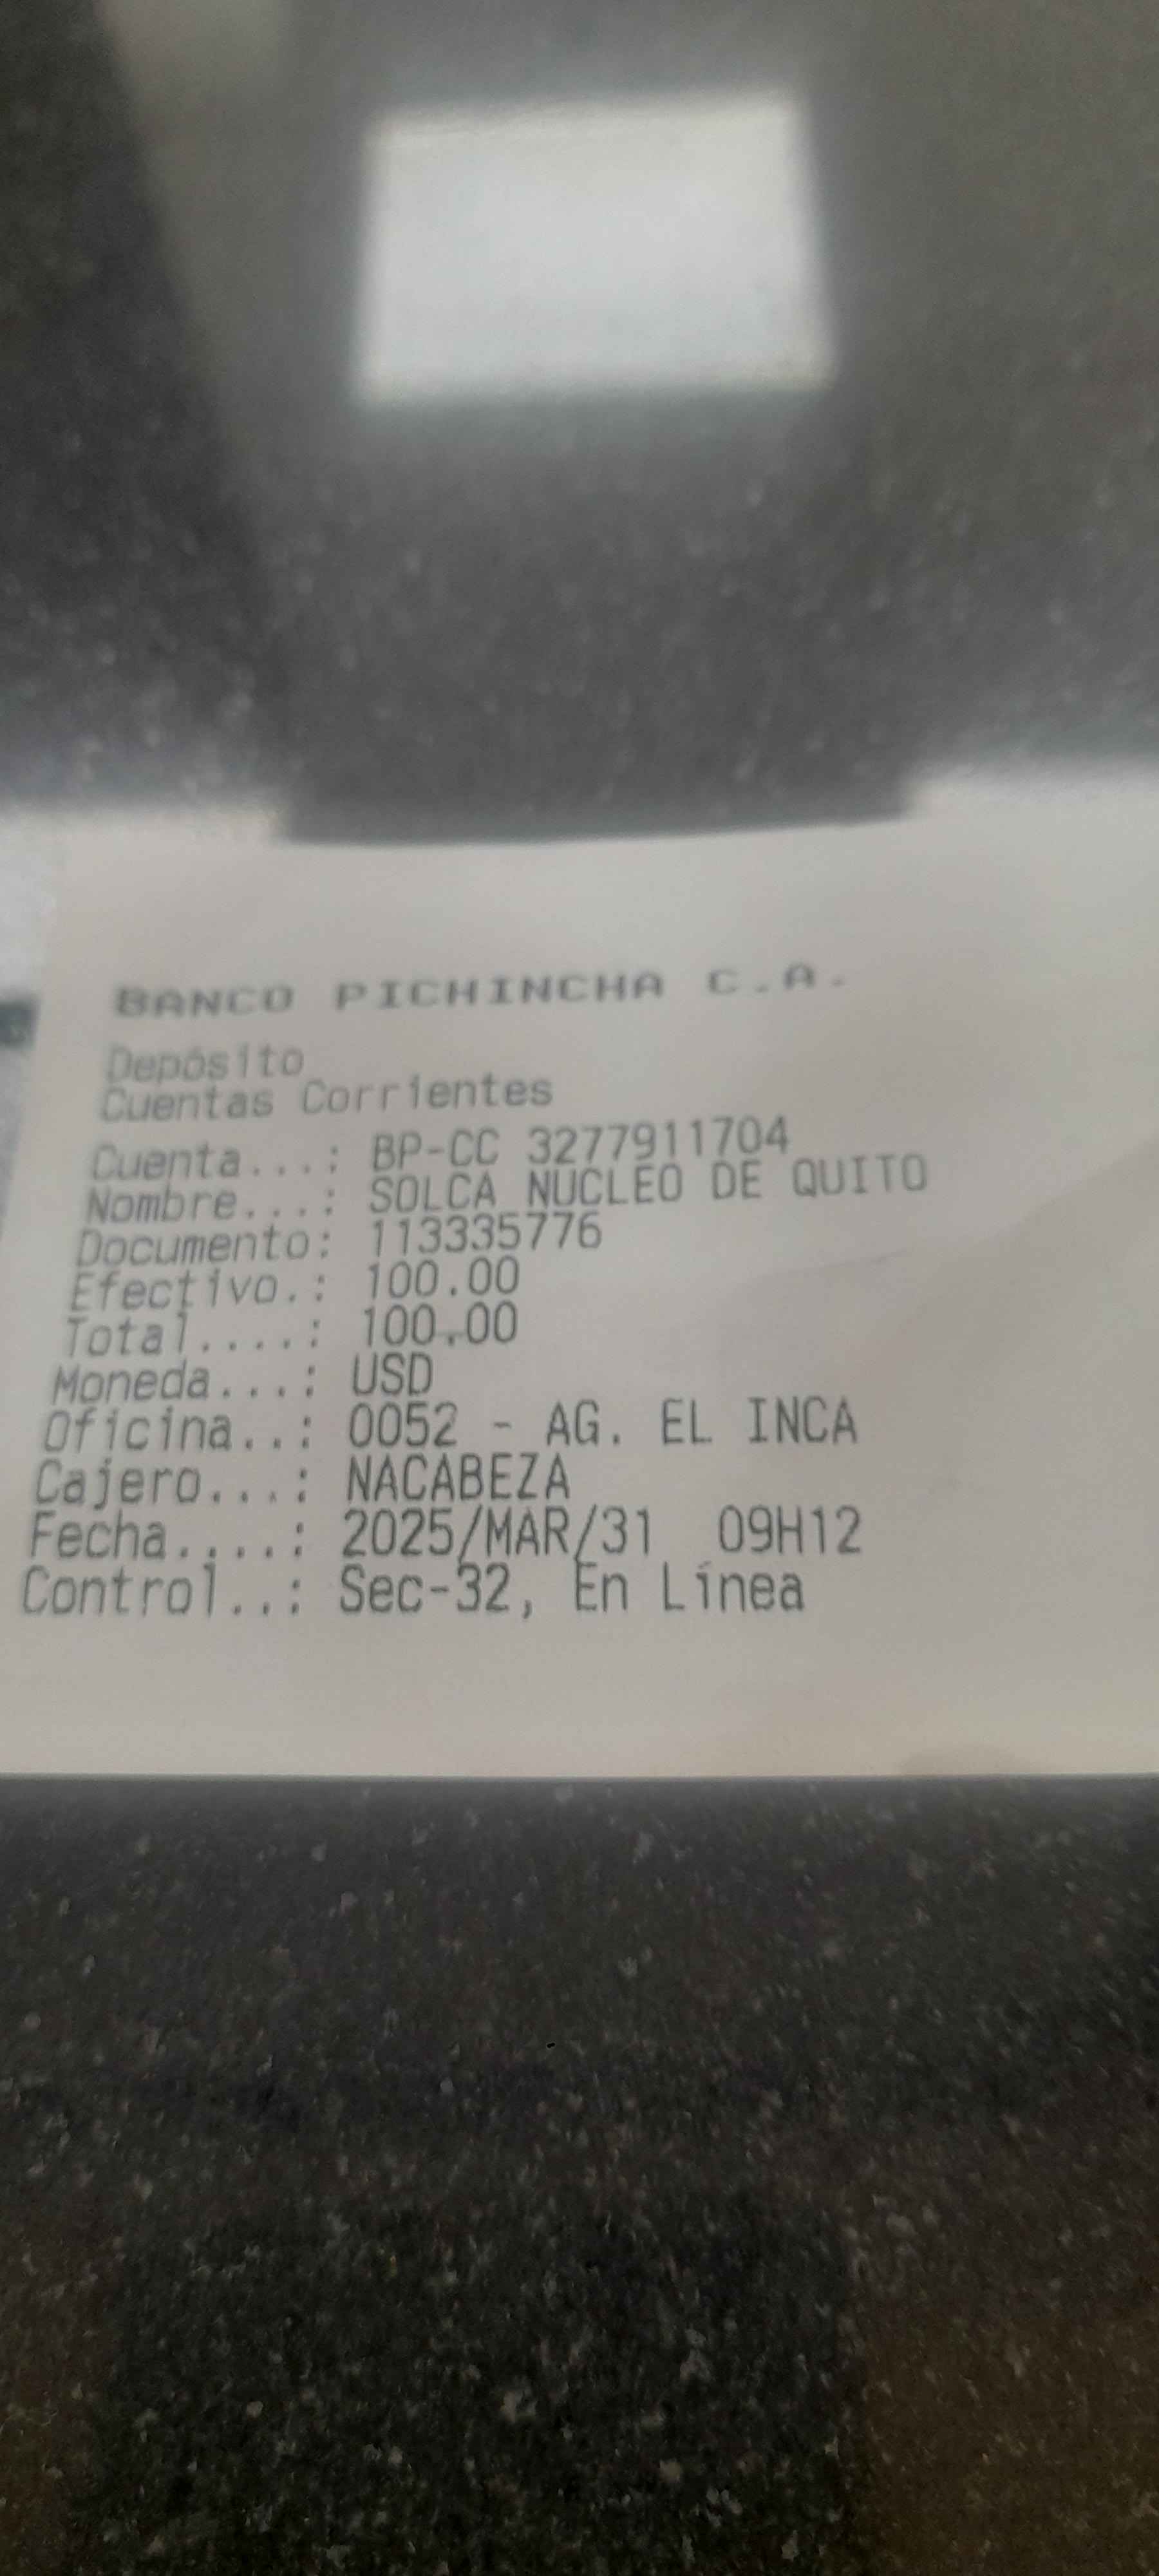 BANCO PICHINCHA C.A.
Depósito
Cuentas Corrientes
Cuenta...: BP-CC 3277911704
Nombre...: SOLCA NUCLEO DE QUITO
Documento: 113335776
Efectivo.: 100.00
Total....: 100.00
Moneda...: USD
Oficina..: 0052 - AG. EL INCA
Cajero...: NACABEZA
Fecha....: 2025/MAR/31 09H12
Control..: Sec-32, En Línea